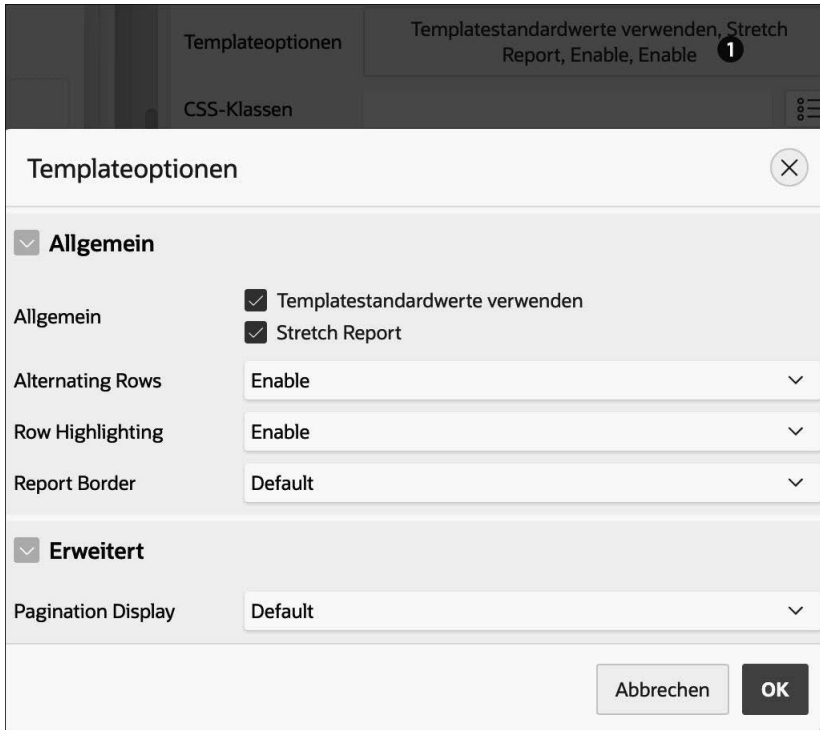 Templateoptionen
Templatestandardwerte verwenden, Stretch
Report, Enable, Enable
1
CSS-Klassen
Templateoptionen
Allgemein
Allgemein
Templatestandardwerte verwenden
Stretch Report
Alternating Rows
Enable
Row Highlighting
Enable
Report Border
Default
Erweitert
Pagination Display
Default
Abbrechen
OK